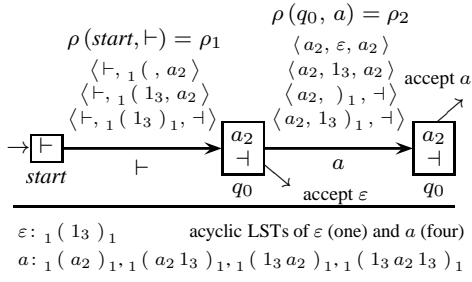 ρ(start, ⊢) = ρ₁
ρ(q₀, a) = ρ₂
⟨⊢, ₁( , a₂⟩
⟨⊢, ₁( 1₃, a₂⟩
⟨⊢, ₁( 1₃ )₁, ⊣⟩
⟨a₂, ε, a₂⟩
⟨a₂, 1₃, a₂⟩
⟨a₂, )₁, ⊣⟩
⟨a₂, 1₃ )₁, ⊣⟩
accept a
⊢
start
⊢
a₂
⊣
q₀
accept ε
a
a₂
⊣
q₀
ε: ₁( 1₃ )₁ acyclic LSTs of ε (one) and a (four)
a: ₁( a₂ )₁, ₁( a₂ 1₃ )₁, ₁( 1₃ a₂ )₁, ₁( 1₃ a₂ 1₃ )₁